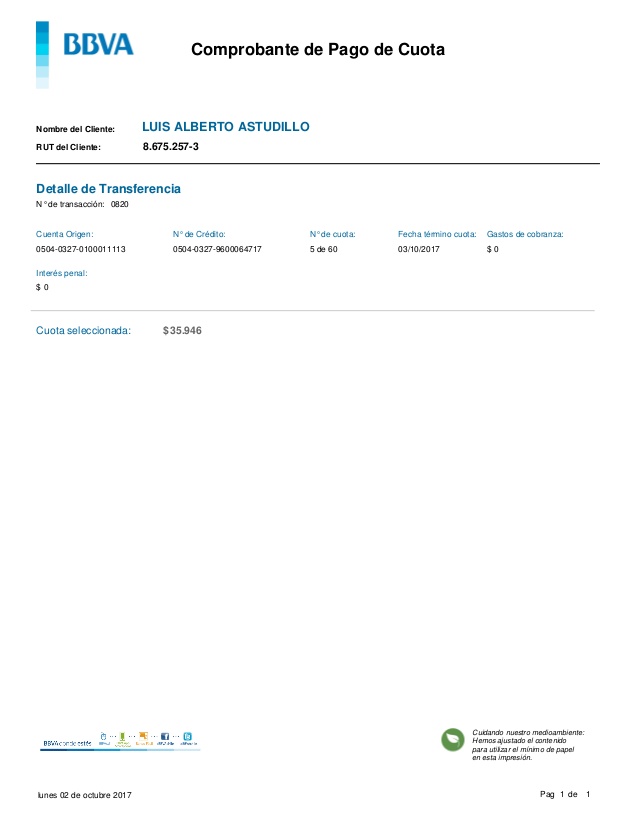 BBVA
Comprobante de Pago de Cuota
Nombre del Cliente: LUIS ALBERTO ASTUDILLO
RUT del Cliente: 8.675.257-3
Detalle de Transferencia
N° de transacción: 0820
Cuenta Origen: N° de Crédito: N° de cuota: Fecha término cuota: Gastos de cobranza:
0504-0327-0100011113 0504-0327-9600064717 5 de 60 03/10/2017 $ 0
Interés penal:
$ 0
Cuota seleccionada: $35.946
BBVA donde estés
Cuidando nuestro medioambiente:
Hemos ajustado el contenido
para utilizar el mínimo de papel
en esta impresión.
lunes 02 de octubre 2017 Pag 1 de 1